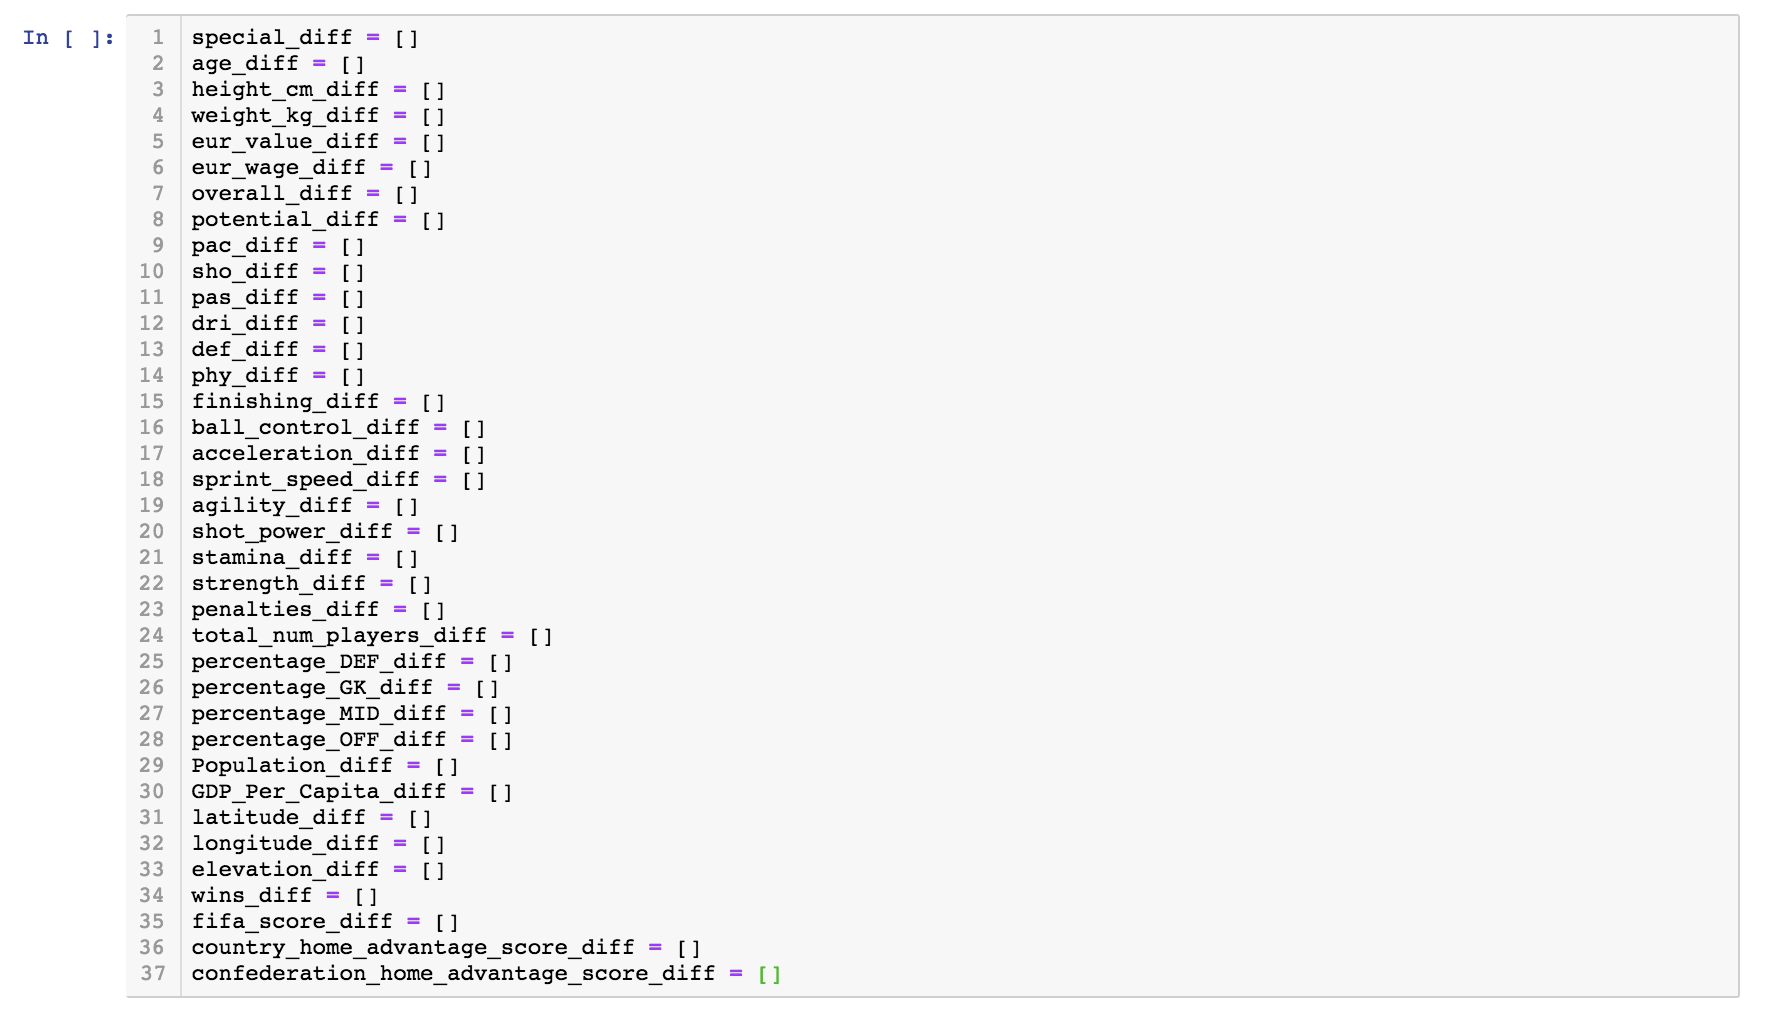 In [ ]:
1 special_diff = []
2 age_diff = []
3 height_cm_diff = []
4 weight_kg_diff = []
5 eur_value_diff = []
6 eur_wage_diff = []
7 overall_diff = []
8 potential_diff = []
9 pac_diff = []
10 sho_diff = []
11 pas_diff = []
12 dri_diff = []
13 def_diff = []
14 phy_diff = []
15 finishing_diff = []
16 ball_control_diff = []
17 acceleration_diff = []
18 sprint_speed_diff = []
19 agility_diff = []
20 shot_power_diff = []
21 stamina_diff = []
22 strength_diff = []
23 penalties_diff = []
24 total_num_players_diff = []
25 percentage_DEF_diff = []
26 percentage_GK_diff = []
27 percentage_MID_diff = []
28 percentage_OFF_diff = []
29 Population_diff = []
30 GDP_Per_Capita_diff = []
31 latitude_diff = []
32 longitude_diff = []
33 elevation_diff = []
34 wins_diff = []
35 fifa_score_diff = []
36 country_home_advantage_score_diff = []
37 confederation_home_advantage_score_diff = []